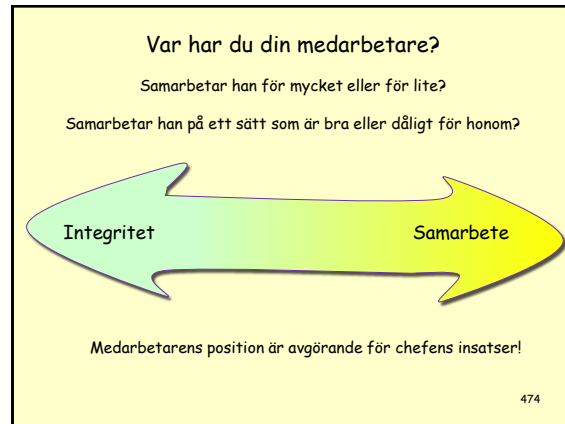 Var har du din medarbetare?
Samarbetar han för mycket eller för lite?
Samarbetar han på ett sätt som är bra eller dåligt för honom?
Integritet
Samarbete
Medarbetarens position är avgörande för chefens insatser!
474